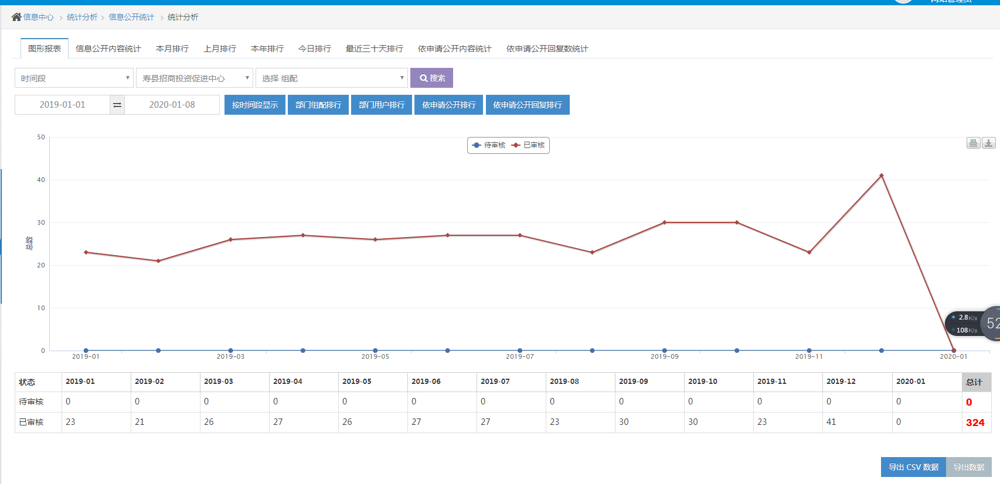 信息中心 > 统计分析 > 信息公开统计 > 统计分析
图形报表 信息公开内容统计 本月排行 上月排行 本年排行 今日排行 最近三十天排行 依申请公开内容统计 依申请公开回复数统计
时间段 寿县招商投资促进中心 选择 组配 搜索
2019-01-01 2020-01-08 按时间段显示 部门组配排行 部门用户排行 依申请公开排行 依申请公开回复排行
待审核 已审核
总数
50
40
30
20
10
0
2019-01 2019-03 2019-05 2019-07 2019-09 2019-11 2020-01
2.8K/s
108K/s
52
状态 2019-01 2019-02 2019-03 2019-04 2019-05 2019-06 2019-07 2019-08 2019-09 2019-10 2019-11 2019-12 2020-01 总计
待审核 0 0 0 0 0 0 0 0 0 0 0 0 0 0
已审核 23 21 26 27 26 27 27 23 30 30 23 41 0 324
导出 CSV 数据 导出数据